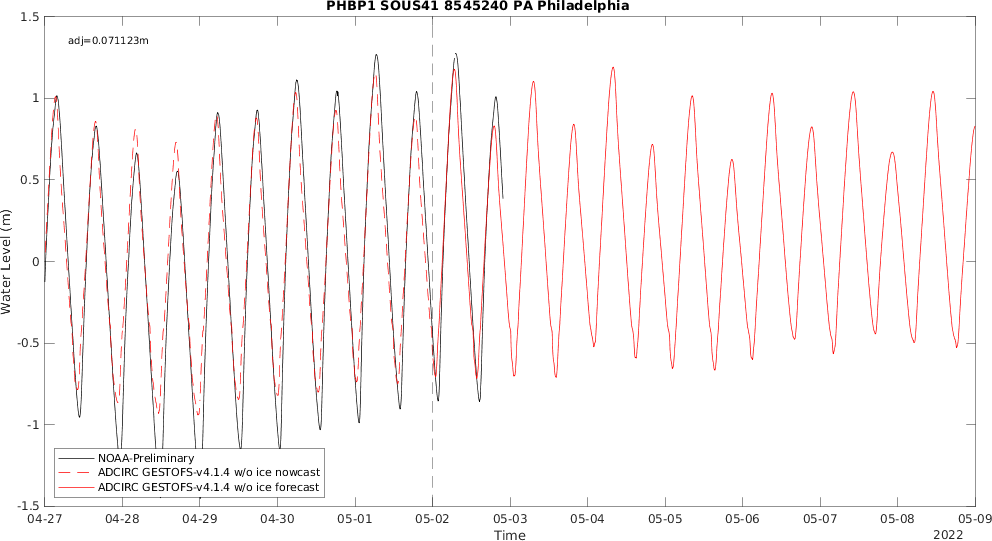 PHBP1 SOUS41 8545240 PA Philadelphia
adj=0.071123m
1.5
1
0.5
0
-0.5
-1
-1.5
Water Level (m)
NOAA-Preliminary
ADCIRC GESTOFS-v4.1.4 w/o ice nowcast
ADCIRC GESTOFS-v4.1.4 w/o ice forecast
04-27 04-28 04-29 04-30 05-01 05-02 05-03 05-04 05-05 05-06 05-07 05-08 05-09
Time
2022